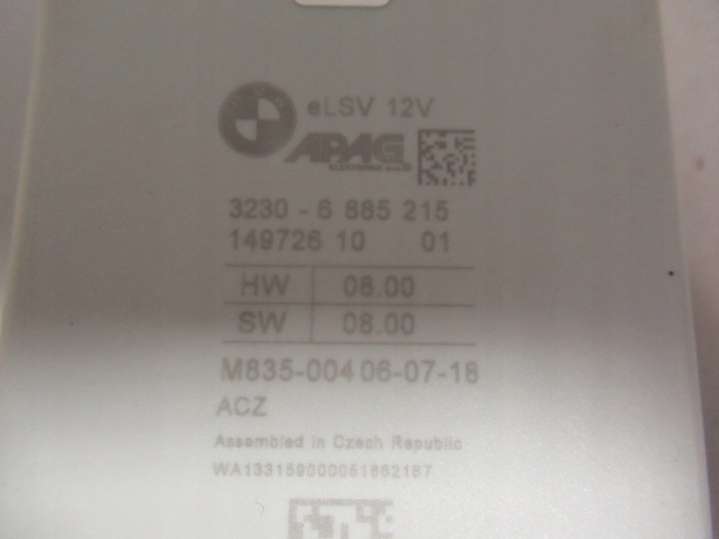 eLSV 12V
APAG
3230 - 6 885 215
149726 10 01
HW 08.00
SW 08.00
M835-004 06-07-18
ACZ
Assembled in Czech Republic
WA1331590000051862187